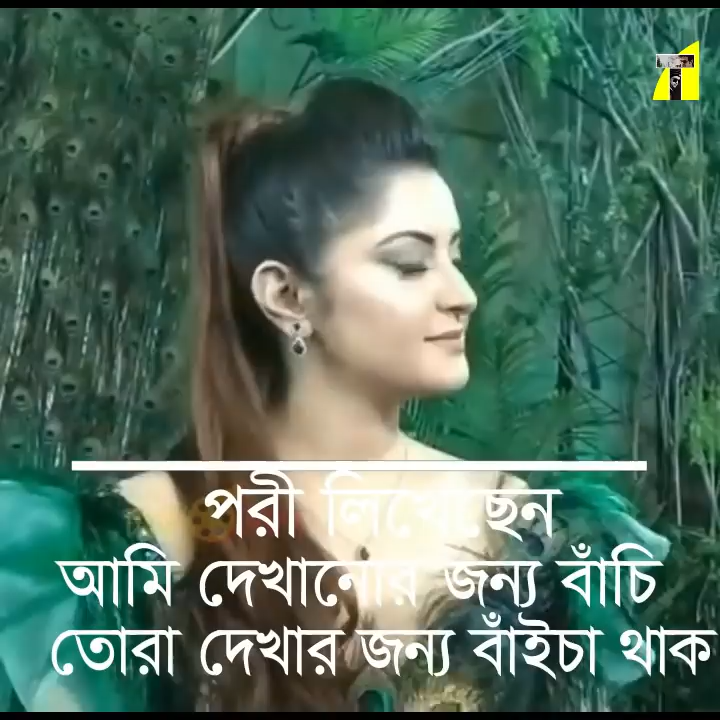 পরী লিখেছেন
আমি দেখানোর জন্য বাঁচি
তোরা দেখার জন্য বাঁইচা থাক